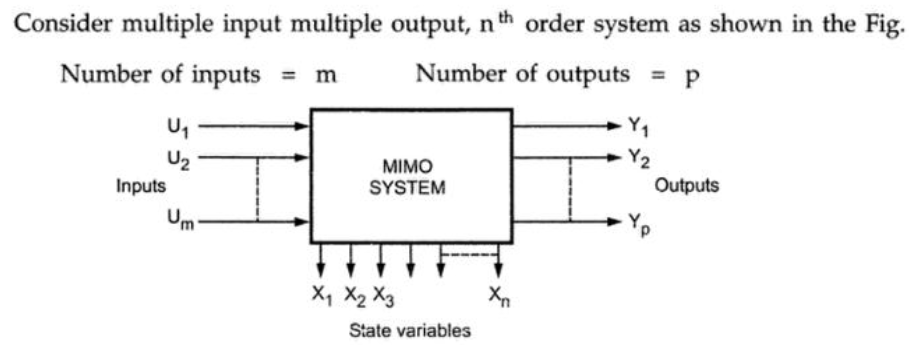 Consider multiple input multiple output, n th order system as shown in the Fig.
Number of inputs = m Number of outputs = p
U1 Y1
U2 MIMO Y2
Inputs SYSTEM Outputs
Um Yp
X1 X2 X3 Xn
State variables